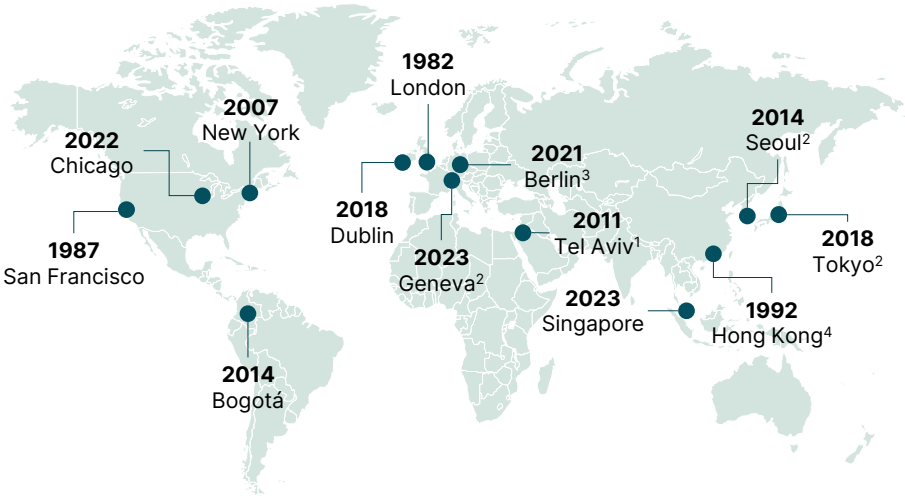 1982
London
2007
New York
2014
Seoul²
2022
Chicago
2021
Berlin³
2018
Dublin
2011
Tel Aviv¹
2018
Tokyo²
1987
San Francisco
2023
Geneva²
2023
Singapore
1992
Hong Kong⁴
2014
Bogotá